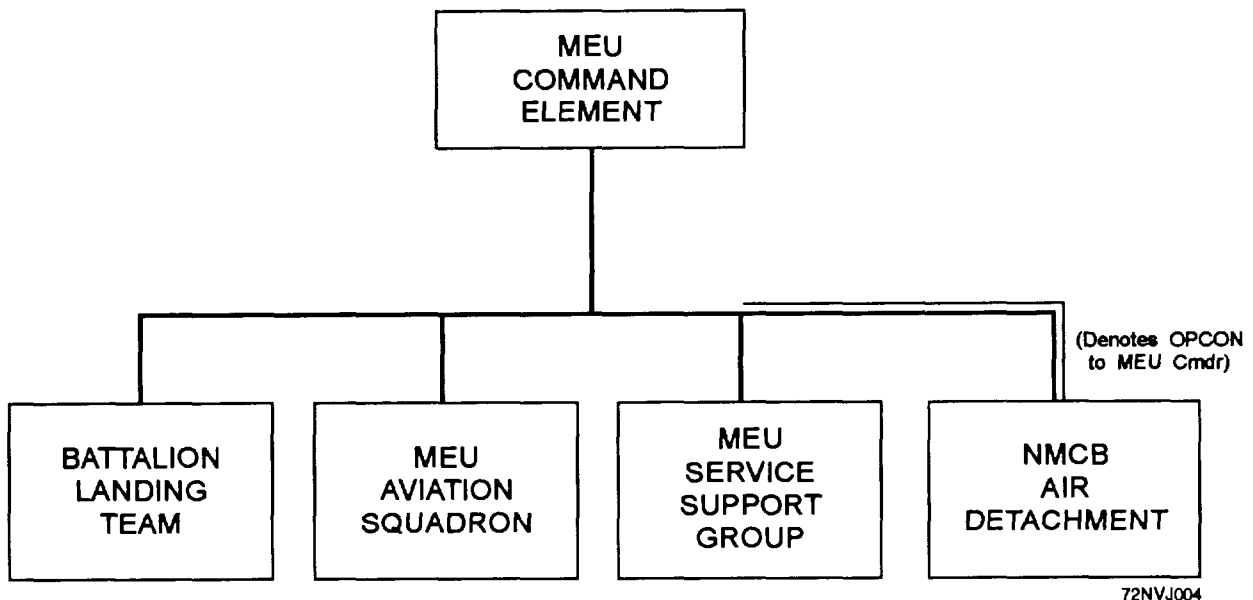 MEU
COMMAND
ELEMENT
(Denotes OPCON
to MEU Cmdr)
BATTALION
LANDING
TEAM
MEU
AVIATION
SQUADRON
MEU
SERVICE
SUPPORT
GROUP
NMCB
AIR
DETACHMENT
72NVJ004